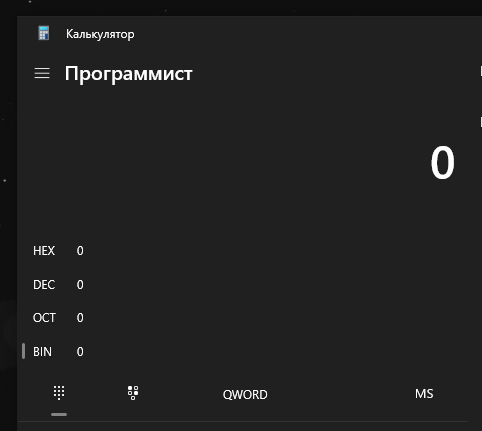 Калькулятор
Программист
0
HEX 0
DEC 0
OCT 0
BIN 0
QWORD MS